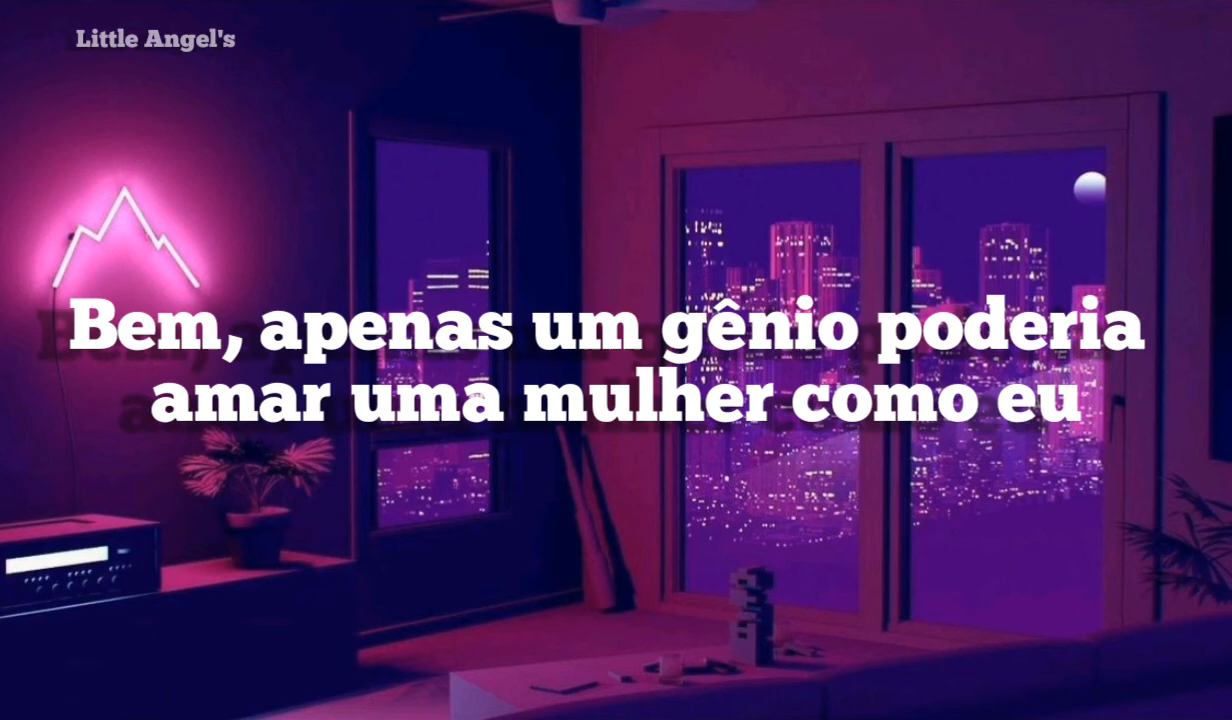 Little Angel's
Bem, apenas um gênio poderia
amar uma mulher como eu